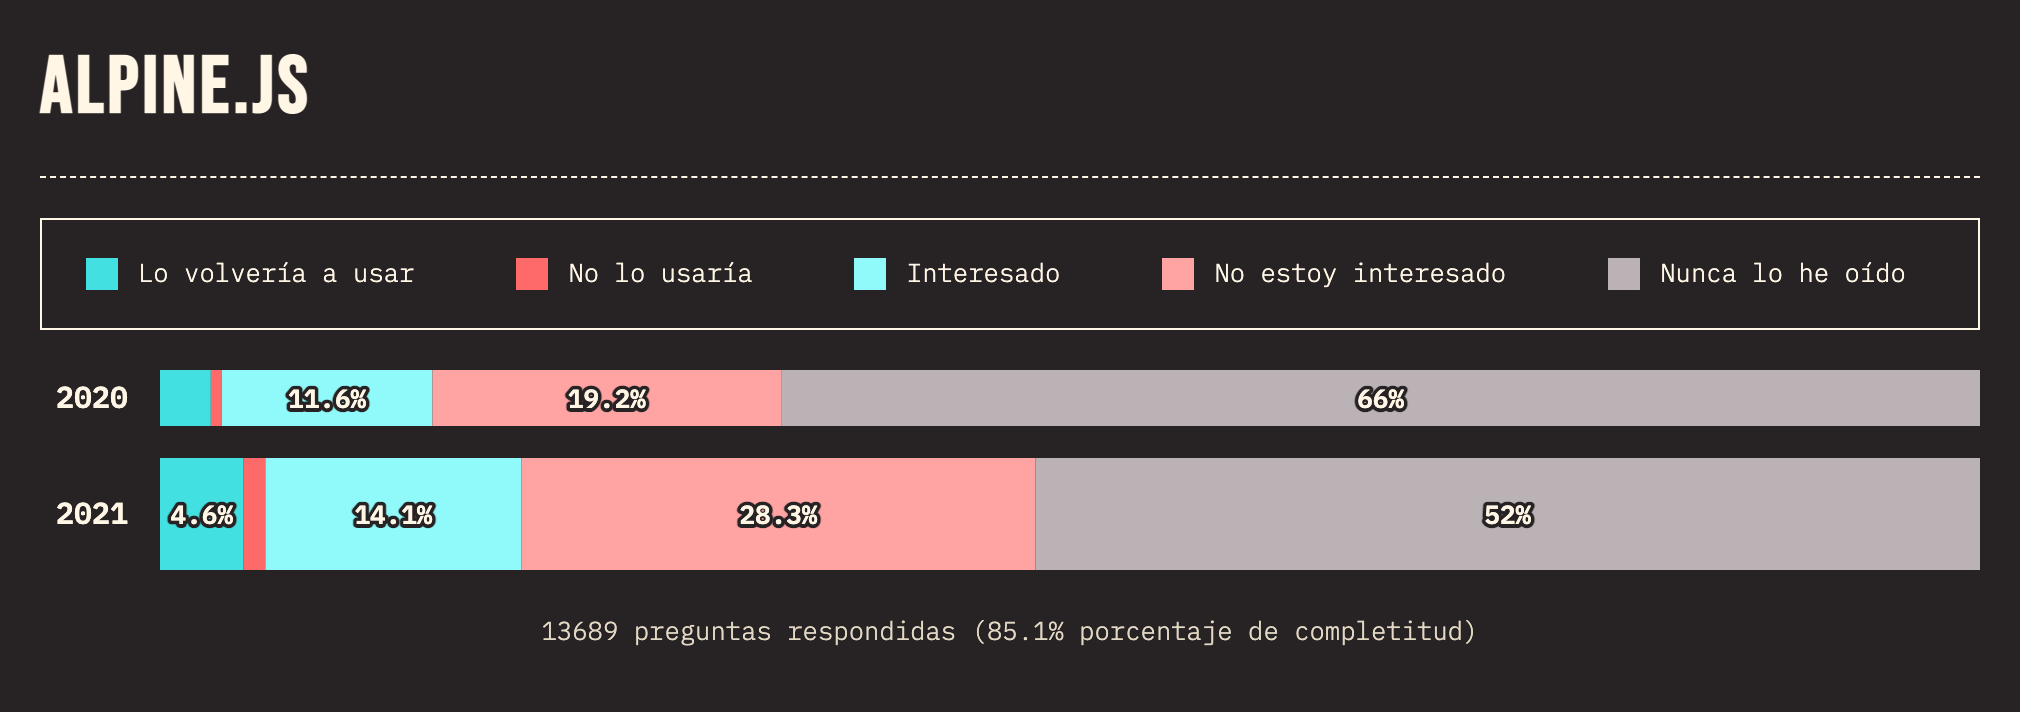 ALPINE.JS
Lo volvería a usar No lo usaría Interesado No estoy interesado Nunca lo he oído
2020 11.6% 19.2% 66%
2021 4.6% 14.1% 28.3% 52%
13689 preguntas respondidas (85.1% porcentaje de completitud)